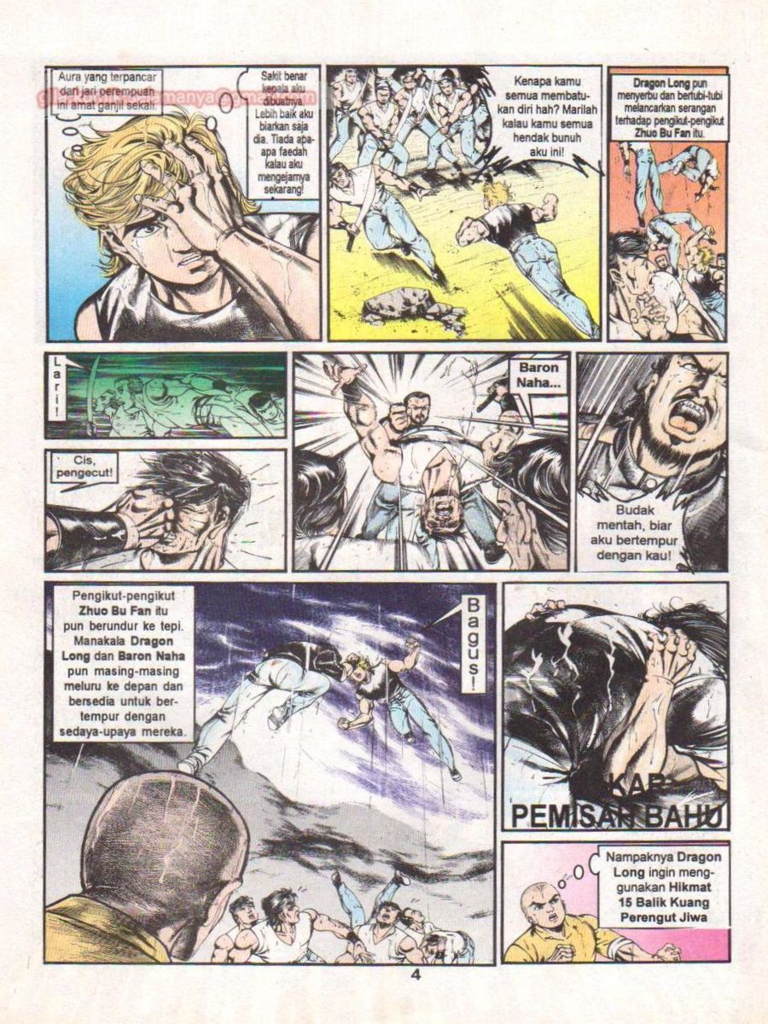 Aura yang terpancar
dari jari perempuan
ini amat ganjil sekali.
Sakit benar
kepala aku
dibuatnya.
Lebih baik aku
biarkan saja
dia. Tiada apa-
apa faedah
kalau aku
mengejarnya
sekarang!
Kenapa kamu
semua membatu-
kan diri hah? Marilah
kalau kamu semua
hendak bunuh
aku ini!
Dragon Long pun
menyerbu dan bertubi-tubi
melancarkan serangan
terhadap pengikut-pengikut
Zhuo Bu Fan itu.
Lari!
Cis,
pengecut!
Baron
Naha...
Budak
mentah, biar
aku bertempur
dengan kau!
Pengikut-pengikut
Zhuo Bu Fan itu
pun berundur ke tepi.
Manakala Dragon
Long dan Baron Naha
pun masing-masing
meluru ke depan dan
bersedia untuk ber-
tempur dengan
sedaya-upaya mereka.
Bagus!
PEMISAH BAHU
Nampaknya Dragon
Long ingin meng-
gunakan Hikmat
15 Balik Kuang
Perengut Jiwa
4